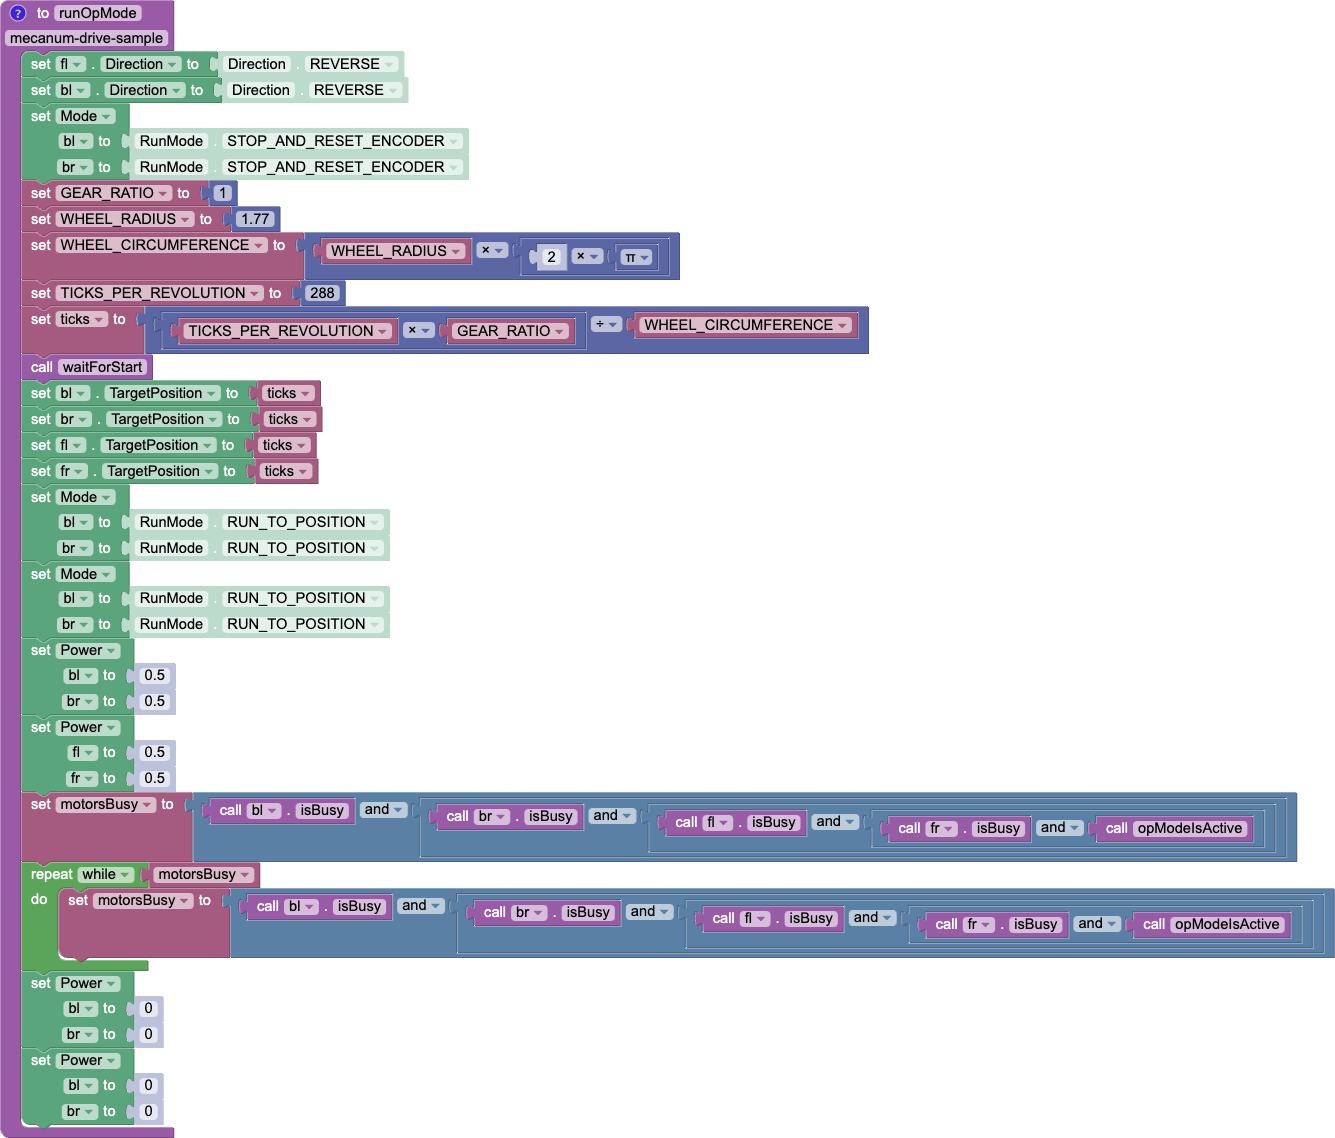 ? to runOpMode
mecanum-drive-sample
set fl . Direction to Direction . REVERSE
set bl . Direction to Direction . REVERSE
set Mode
bl to RunMode . STOP_AND_RESET_ENCODER
br to RunMode . STOP_AND_RESET_ENCODER
set GEAR_RATIO to 1
set WHEEL_RADIUS to 1.77
set WHEEL_CIRCUMFERENCE to WHEEL_RADIUS × 2 × π
set TICKS_PER_REVOLUTION to 288
set ticks to TICKS_PER_REVOLUTION × GEAR_RATIO ÷ WHEEL_CIRCUMFERENCE
call waitForStart
set bl . TargetPosition to ticks
set br . TargetPosition to ticks
set fl . TargetPosition to ticks
set fr . TargetPosition to ticks
set Mode
bl to RunMode . RUN_TO_POSITION
br to RunMode . RUN_TO_POSITION
set Mode
bl to RunMode . RUN_TO_POSITION
br to RunMode . RUN_TO_POSITION
set Power
bl to 0.5
br to 0.5
set Power
fl to 0.5
fr to 0.5
set motorsBusy to call bl . isBusy and call br . isBusy and call fl . isBusy and call fr . isBusy and call opModeIsActive
repeat while motorsBusy
do set motorsBusy to call bl . isBusy and call br . isBusy and call fl . isBusy and call fr . isBusy and call opModeIsActive
set Power
bl to 0
br to 0
set Power
bl to 0
br to 0